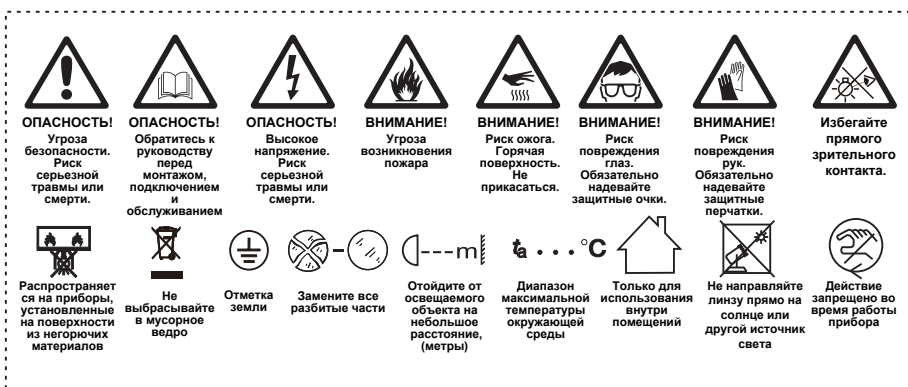 ОПАСНОСТЬ!
Угроза
безопасности.
Риск
серьезной
травмы или
смерти.
ОПАСНОСТЬ!
Обратитесь к
руководству
перед
монтажом,
подключением
и
обслуживанием
ОПАСНОСТЬ!
Высокое
напряжение.
Риск
серьезной
травмы или
смерти.
ВНИМАНИЕ!
Угроза
возникновения
пожара
ВНИМАНИЕ!
Риск ожога.
Горячая
поверхность.
Не
прикасаться.
ВНИМАНИЕ!
Риск
повреждения
глаз.
Обязательно
надевайте
защитные очки.
ВНИМАНИЕ!
Риск
повреждения
рук.
Обязательно
надевайте
защитные
перчатки.
Избегайте
прямого
зрительного
контакта.
Распространяет
ся на приборы,
установленные
на поверхности
из негорючих
материалов
Не
выбрасывайте
в мусорное
ведро
Отметка
земли
Замените все
разбитые части
m
Отойдите от
освещаемого
объекта на
небольшое
расстояние,
(метры)
ta . . . °C
Диапазон
максимальной
температуры
окружающей
среды
Только для
использования
внутри
помещений
Не направляйте
линзу прямо на
солнце или
другой источник
света
Действие
запрещено во
время работы
прибора